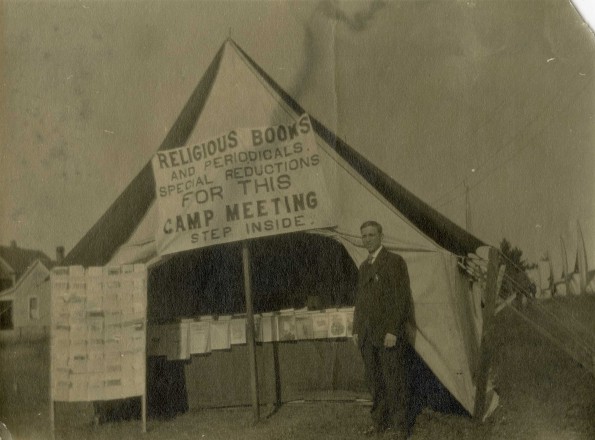 RELIGIOUS BOOKS
AND PERIODICALS.
SPECIAL REDUCTIONS
FOR THIS
CAMP MEETING
STEP INSIDE.